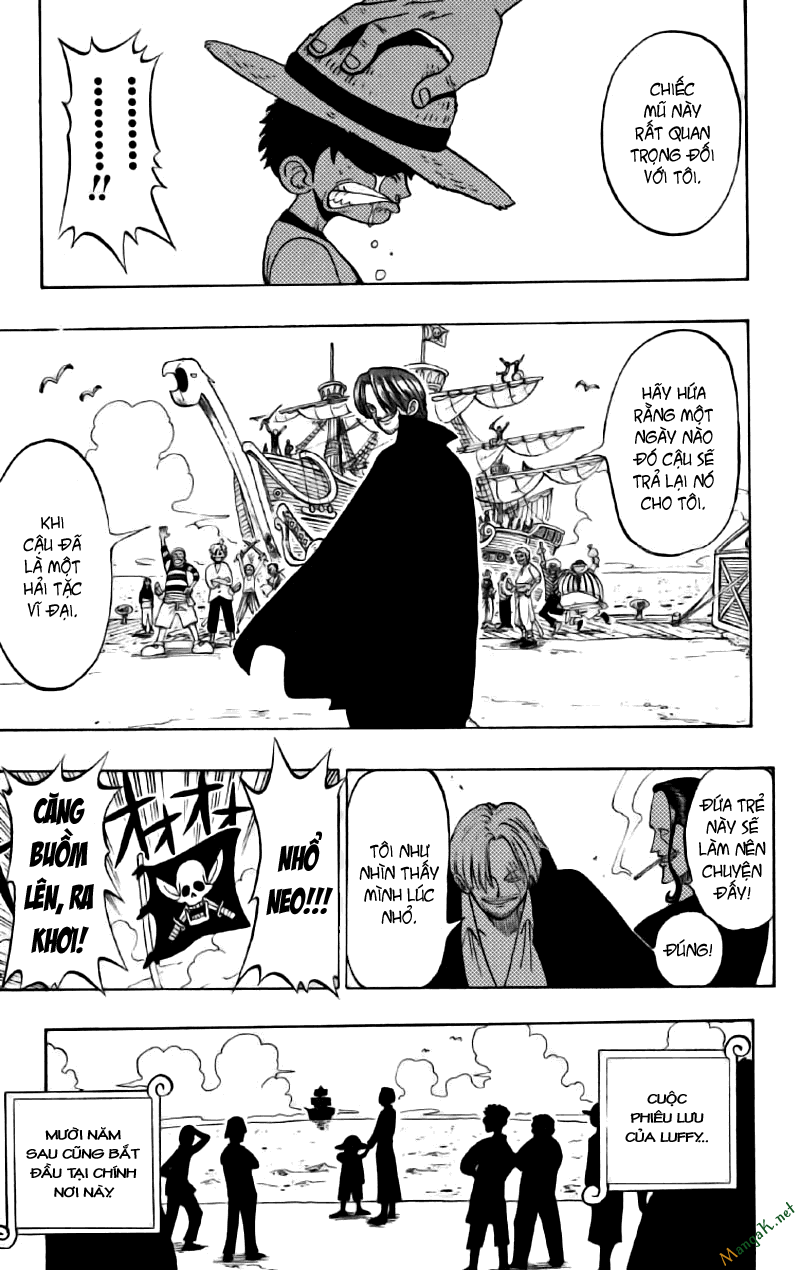 CHIẾC
MŨ NÀY
RẤT QUAN
TRỌNG ĐỐI
VỚI TÔI.
!!
HÃY HỨA
RẰNG MỘT
NGÀY NÀO
ĐÓ CẬU SẼ
TRẢ LẠI NÓ
CHO TÔI.
KHI
CẬU ĐÃ
LÀ MỘT
HẢI TẶC
VĨ ĐẠI.
ĐỨA TRẺ
NÀY SẼ
LÀM NÊN
CHUYỆN
ĐẤY!
ĐÚNG!
TÔI NHƯ
NHÌN THẤY
MÌNH LÚC
NHỎ.
NHỔ
NEO!!!
CĂNG
BUỒM
LÊN, RA
KHƠI!
CUỘC
PHIÊU LƯU
CỦA LUFFY..
MƯỜI NĂM
SAU CŨNG BẮT
ĐẦU TẠI CHÍNH
NƠI NÀY.
MangaK.net